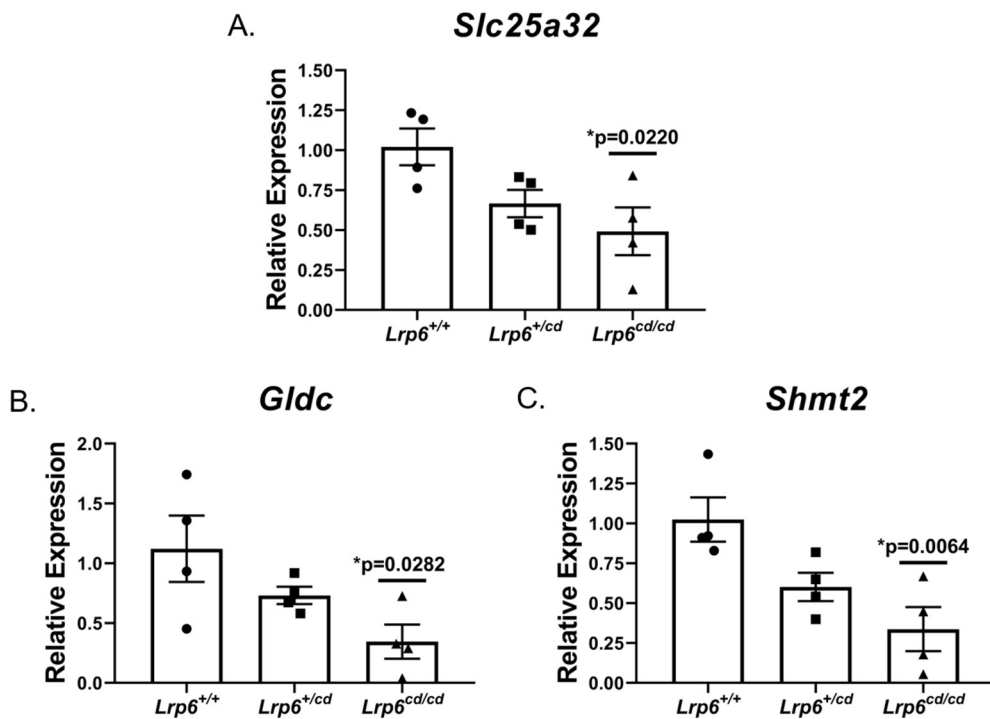 A.
Slc25a32
Relative Expression
1.50
1.25
1.00
0.75
0.50
0.25
0.00
*p=0.0220
Lrp6+/+ Lrp6+/cd Lrp6cd/cd
B.
Gldc
Relative Expression
2.0
1.5
1.0
0.5
0.0
*p=0.0282
Lrp6+/+ Lrp6+/cd Lrp6cd/cd
C.
Shmt2
Relative Expression
1.50
1.25
1.00
0.75
0.50
0.25
0.00
*p=0.0064
Lrp6+/+ Lrp6+/cd Lrp6cd/cd